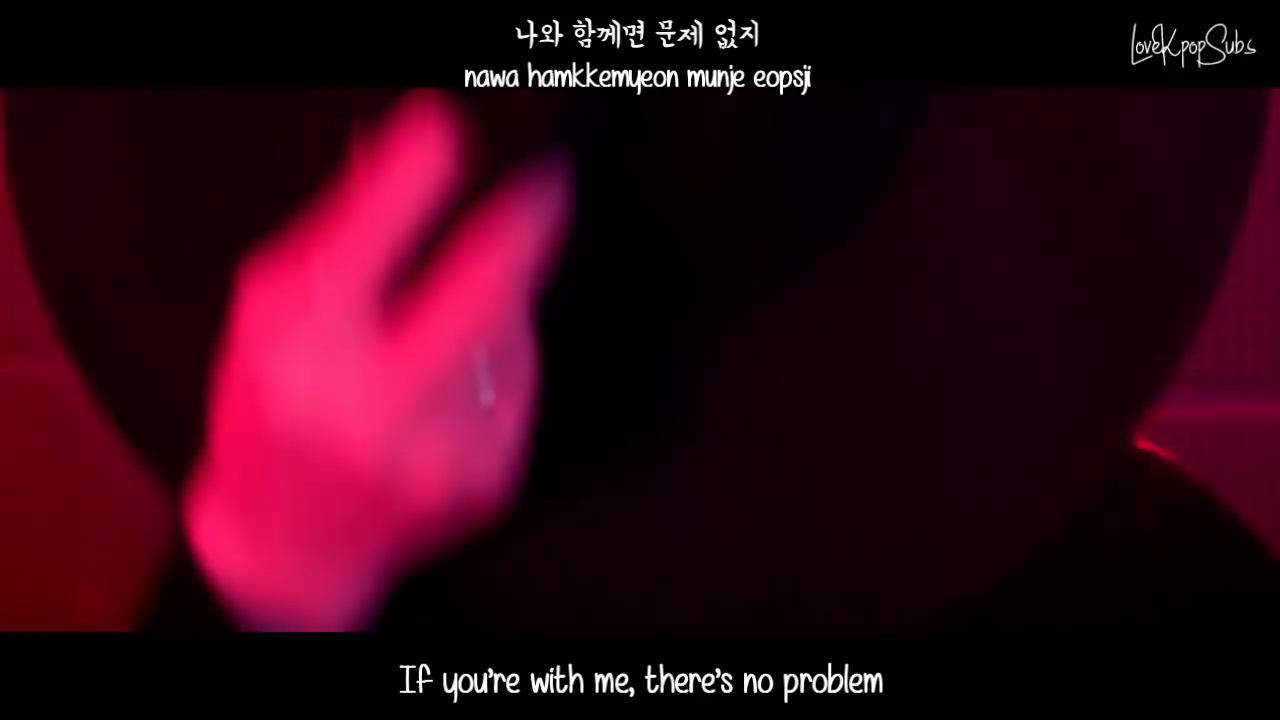 나와 함께면 문제 없지
LoveKpopSubs
nawa hamkkemyeon munje eopsji
If you're with me, there's no problem